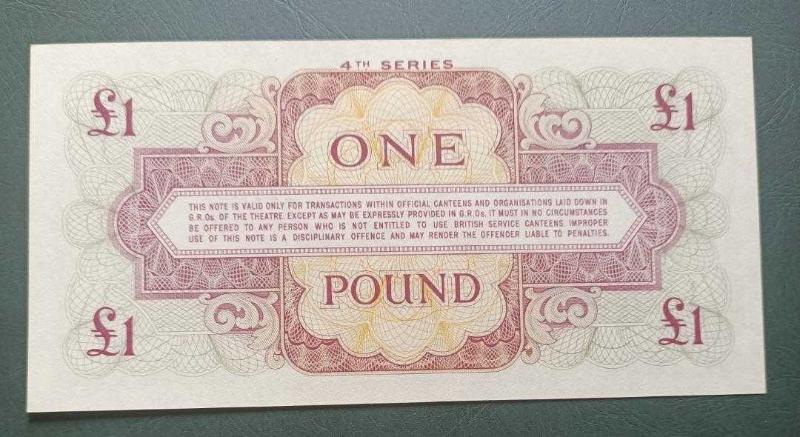 4TH SERIES
£1 £1
ONE
THIS NOTE IS VALID ONLY FOR TRANSACTIONS WITHIN OFFICIAL CANTEENS AND ORGANISATIONS LAID DOWN IN
G.R.Os. OF THE THEATRE. EXCEPT AS MAY BE EXPRESSLY PROVIDED IN G.R.Os. IT MUST IN NO CIRCUMSTANCES
BE OFFERED TO ANY PERSON WHO IS NOT ENTITLED TO USE BRITISH SERVICE CANTEENS. IMPROPER
USE OF THIS NOTE IS A DISCIPLINARY OFFENCE AND MAY RENDER THE OFFENDER LIABLE TO PENALTIES.
POUND
£1 £1